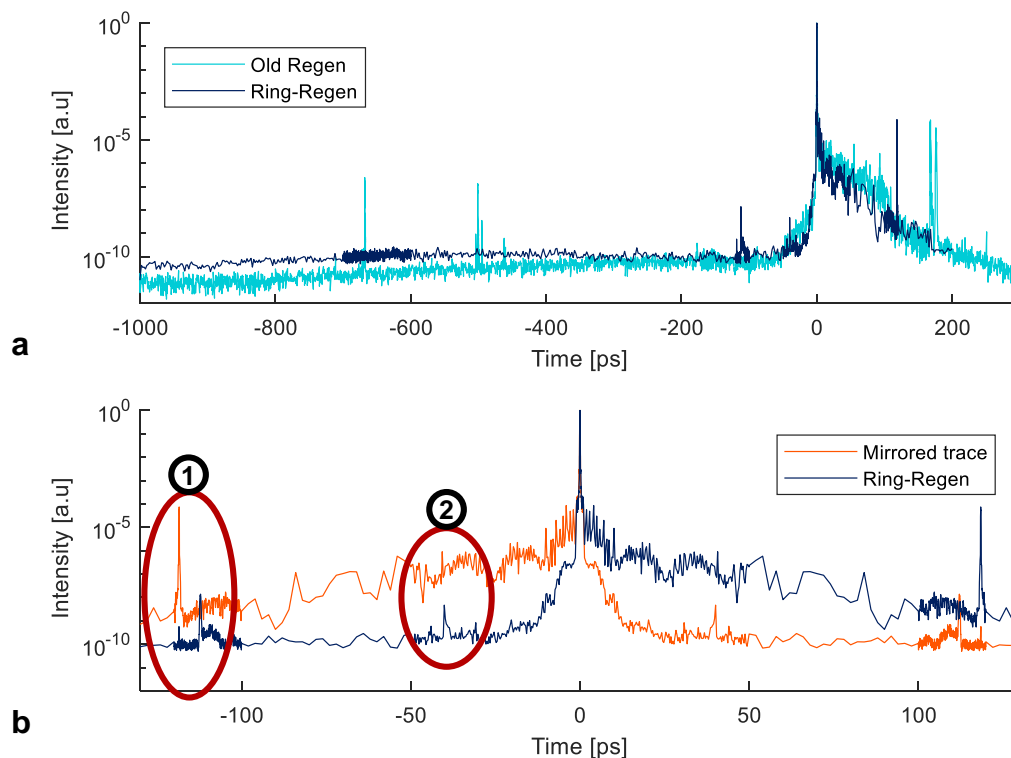 10^0
Old Regen
Ring-Regen
10^-5
Intensity [a.u]
10^-10
-1000 -800 -600 -400 -200 0 200
Time [ps]
a
10^0
Mirrored trace
Ring-Regen
1
2
10^-5
Intensity [a.u]
10^-10
-100 -50 0 50 100
Time [ps]
b